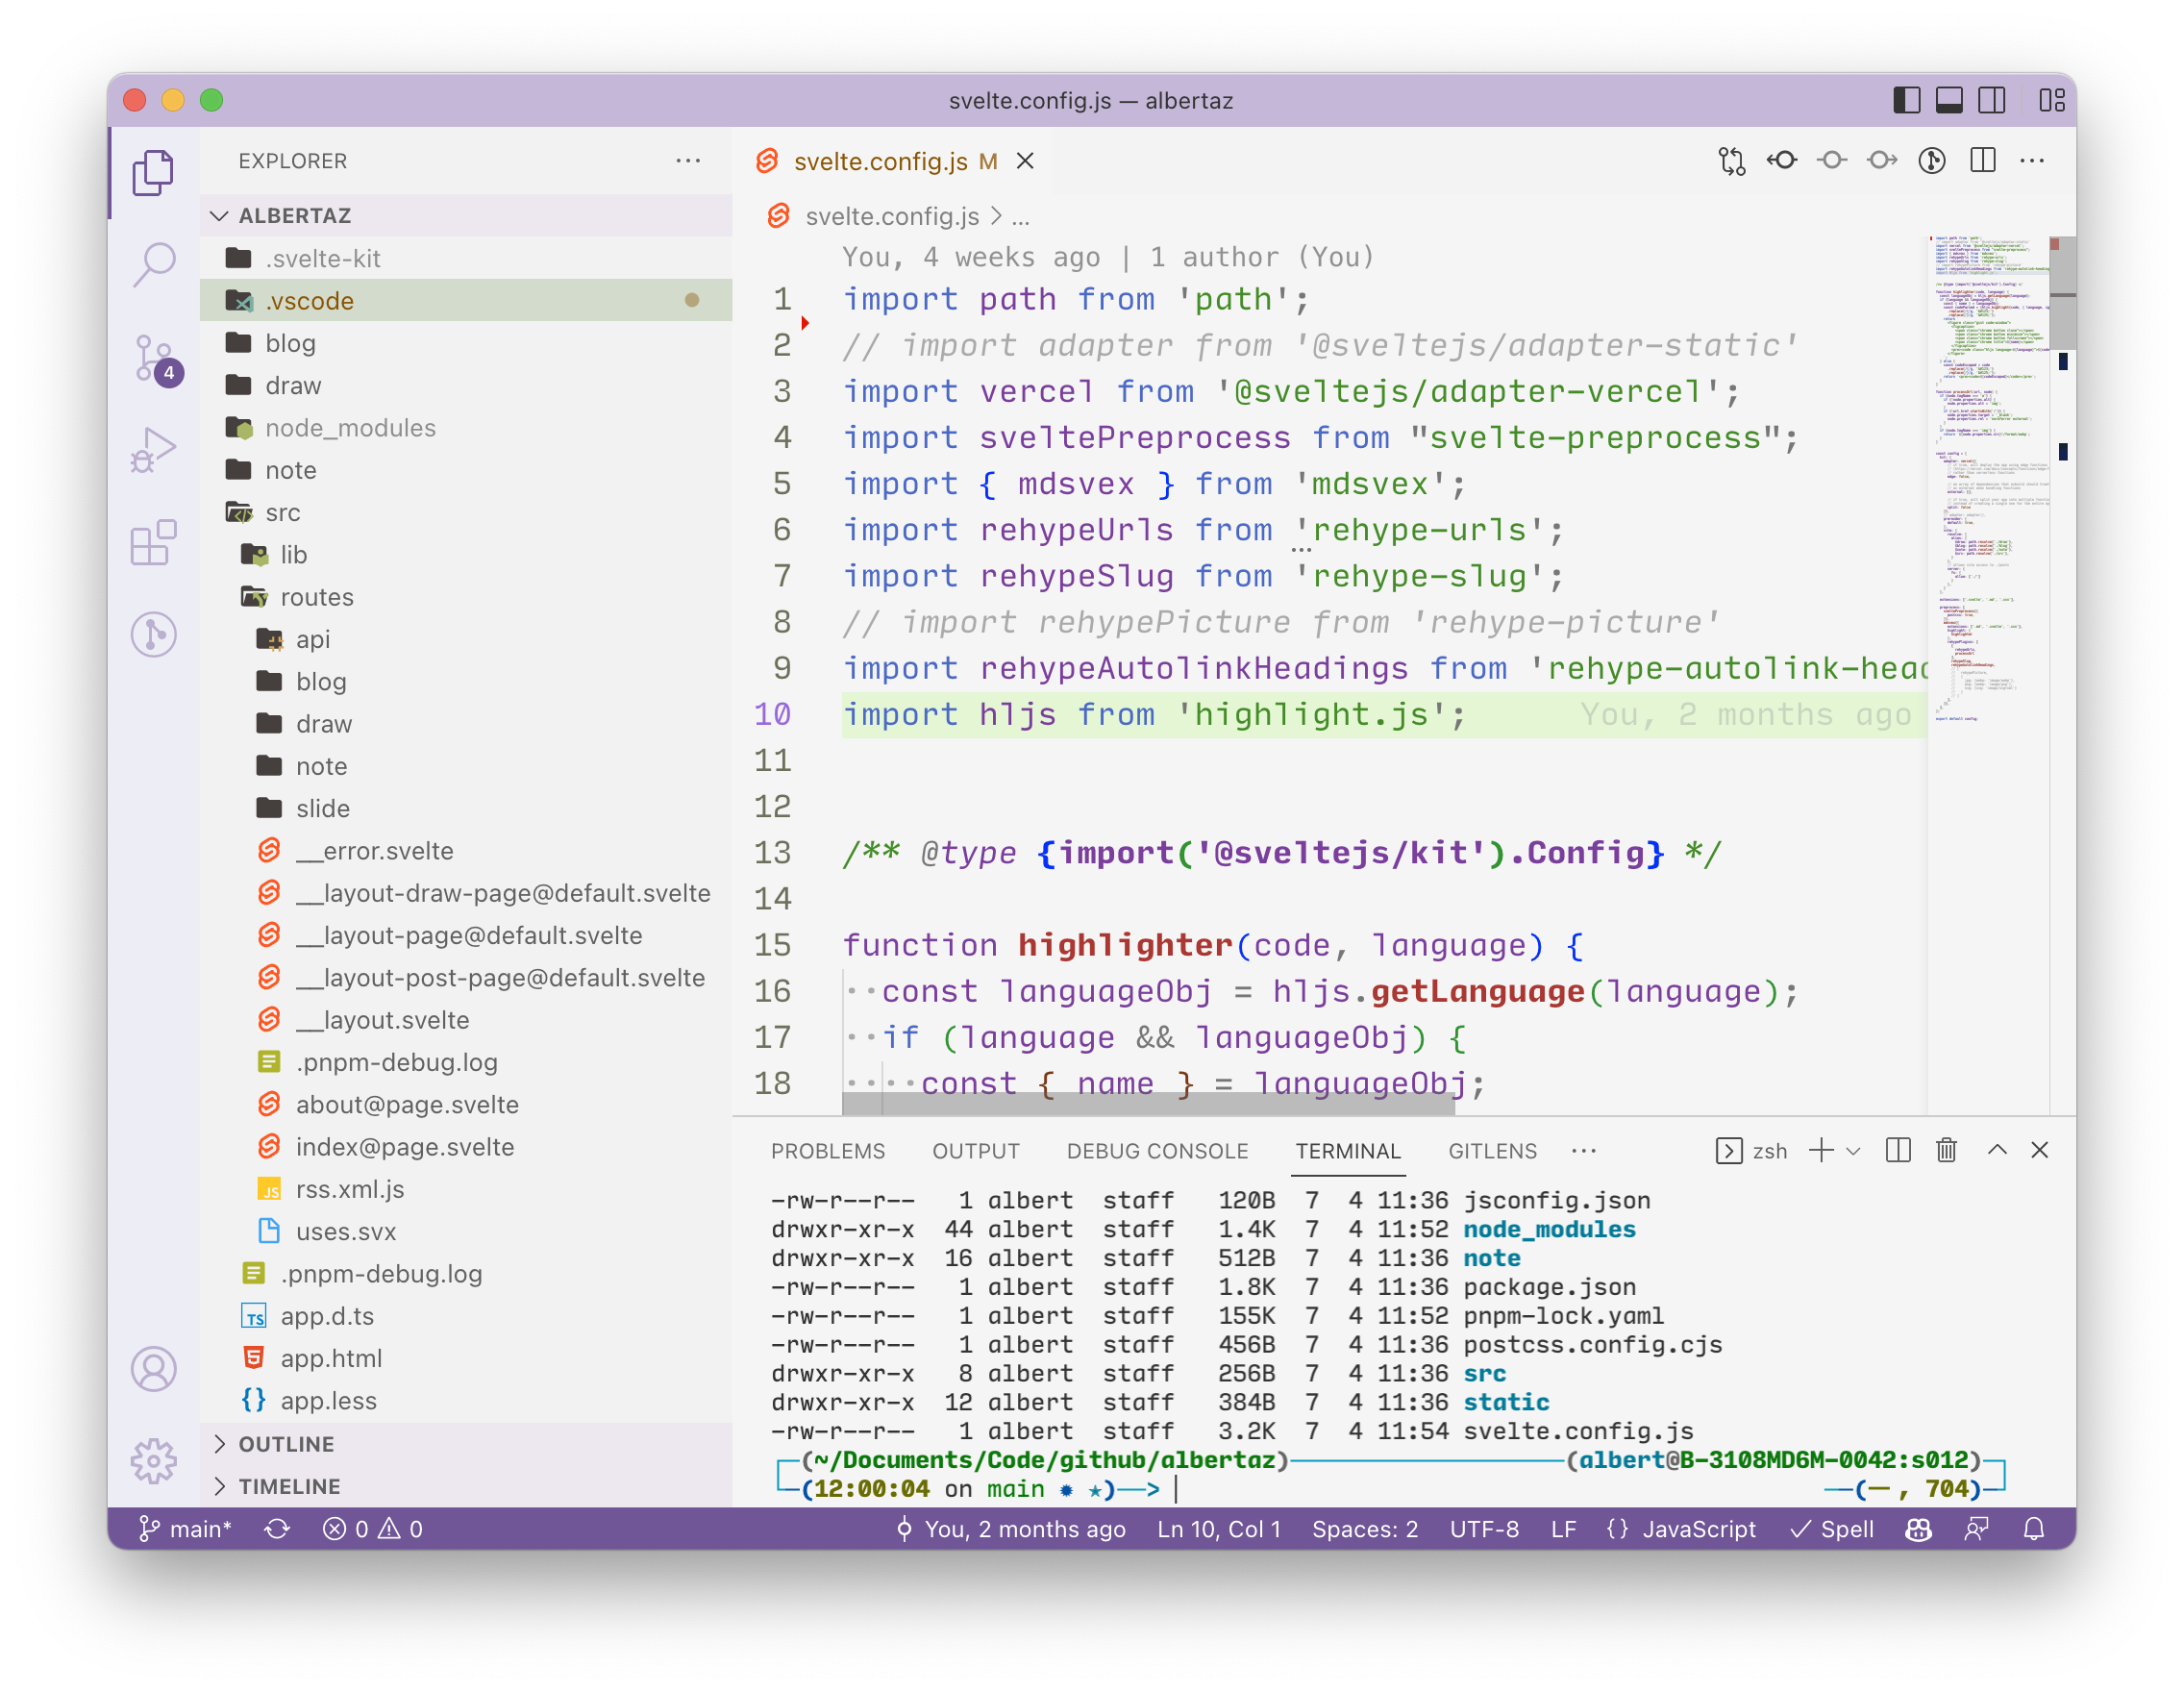 svelte.config.js — albertaz
EXPLORER
ALBERTAZ
.svelte-kit
.vscode
blog
draw
node_modules
note
src
lib
routes
api
blog
draw
note
slide
__error.svelte
__layout-draw-page@default.svelte
__layout-page@default.svelte
__layout-post-page@default.svelte
__layout.svelte
.pnpm-debug.log
about@page.svelte
index@page.svelte
JS rss.xml.js
uses.svx
.pnpm-debug.log
TS app.d.ts
app.html
{} app.less
OUTLINE
TIMELINE
4
svelte.config.js M
svelte.config.js > ...
You, 4 weeks ago | 1 author (You)
1 import path from 'path';
2 // import adapter from '@sveltejs/adapter-static'
3 import vercel from '@sveltejs/adapter-vercel';
4 import sveltePreprocess from "svelte-preprocess";
5 import { mdsvex } from 'mdsvex';
6 import rehypeUrls from 'rehype-urls';
7 import rehypeSlug from 'rehype-slug';
8 // import rehypePicture from 'rehype-picture'
9 import rehypeAutolinkHeadings from 'rehype-autolink-head
10 import hljs from 'highlight.js'; You, 2 months ago
11
12
13 /** @type {import('@sveltejs/kit').Config} */
14
15 function highlighter(code, language) {
16 ··const languageObj = hljs.getLanguage(language);
17 ··if (language && languageObj) {
18 ····const { name } = languageObj;
PROBLEMS OUTPUT DEBUG CONSOLE TERMINAL GITLENS ··· zsh
-rw-r--r-- 1 albert staff 120B 7 4 11:36 jsconfig.json
drwxr-xr-x 44 albert staff 1.4K 7 4 11:52 node_modules
drwxr-xr-x 16 albert staff 512B 7 4 11:36 note
-rw-r--r-- 1 albert staff 1.8K 7 4 11:36 package.json
-rw-r--r-- 1 albert staff 155K 7 4 11:52 pnpm-lock.yaml
-rw-r--r-- 1 albert staff 456B 7 4 11:36 postcss.config.cjs
drwxr-xr-x 8 albert staff 256B 7 4 11:36 src
drwxr-xr-x 12 albert staff 384B 7 4 11:36 static
-rw-r--r-- 1 albert staff 3.2K 7 4 11:54 svelte.config.js
(~/Documents/Code/github/albertaz) (albert@B-3108MD6M-0042:s012)
(12:00:04 on main ✹ ★)──> (一, 704)
main* 0 0 You, 2 months ago Ln 10, Col 1 Spaces: 2 UTF-8 LF {} JavaScript Spell